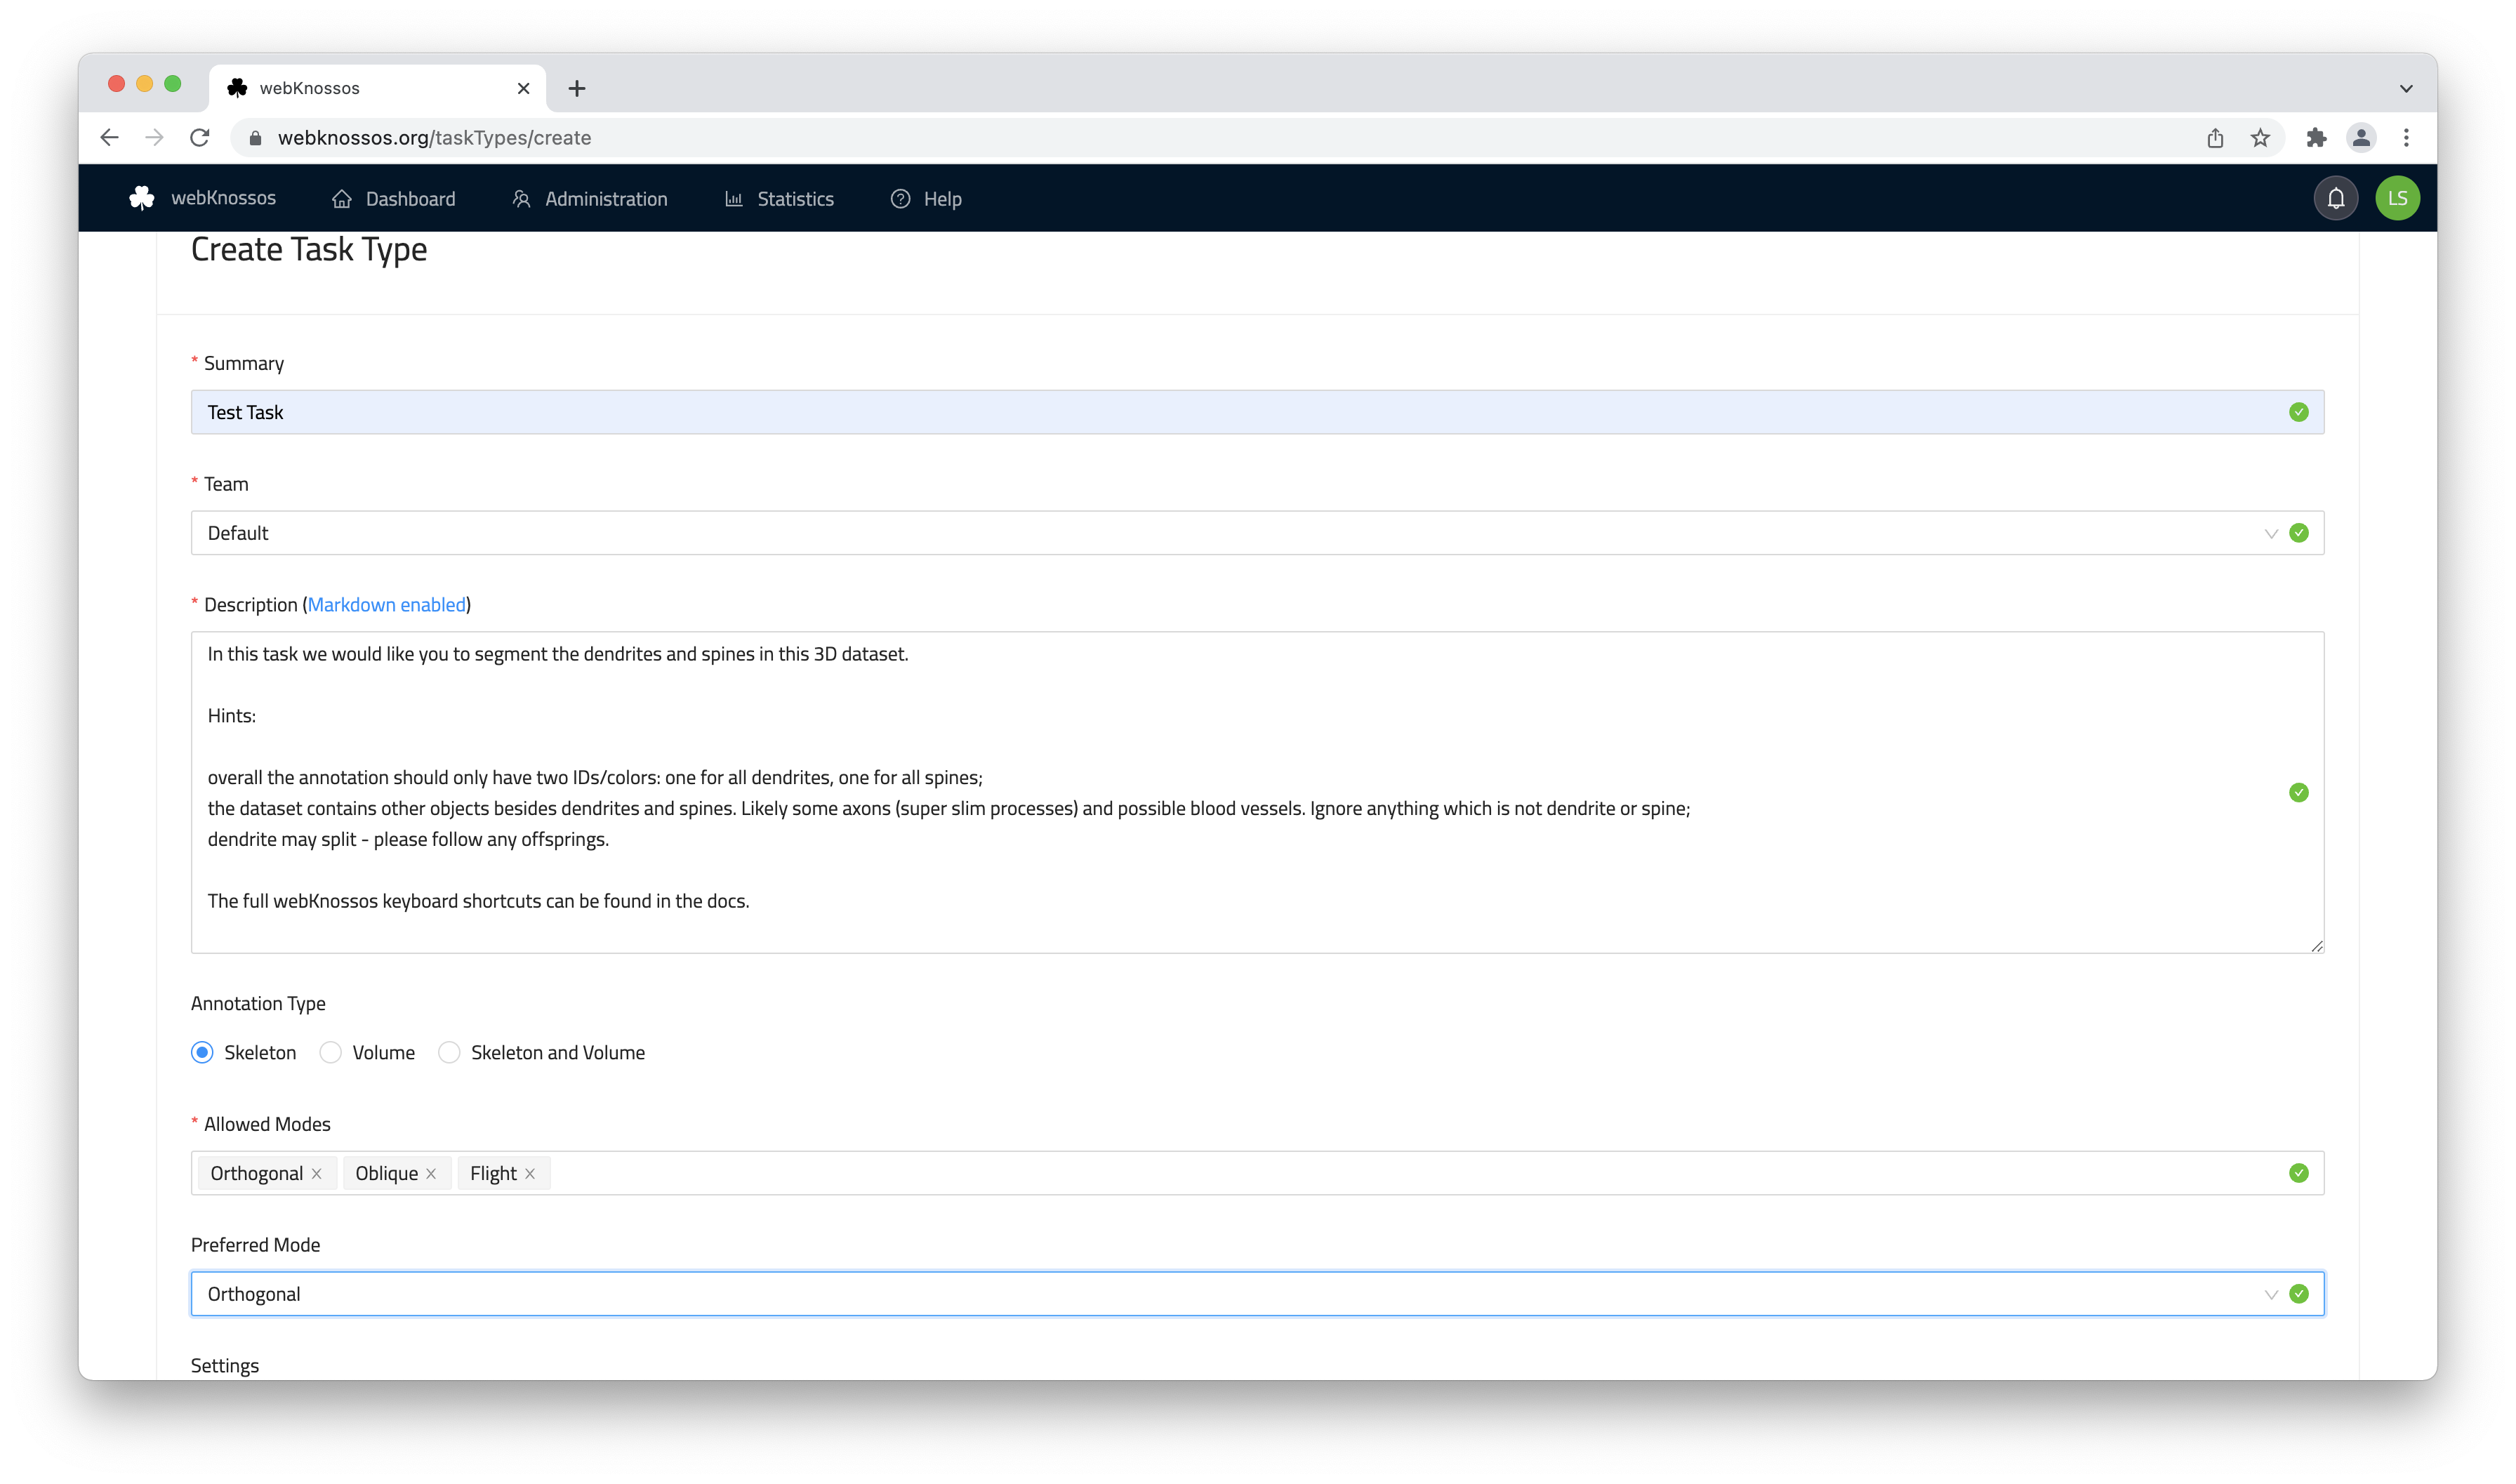 webKnossos
webknossos.org/taskTypes/create
webKnossos Dashboard Administration Statistics Help LS
Create Task Type
* Summary
Test Task
* Team
Default
* Description (Markdown enabled)
In this task we would like you to segment the dendrites and spines in this 3D dataset.
Hints:
overall the annotation should only have two IDs/colors: one for all dendrites, one for all spines;
the dataset contains other objects besides dendrites and spines. Likely some axons (super slim processes) and possible blood vessels. Ignore anything which is not dendrite or spine;
dendrite may split - please follow any offsprings.
The full webKnossos keyboard shortcuts can be found in the docs.
Annotation Type
Skeleton Volume Skeleton and Volume
* Allowed Modes
Orthogonal Oblique Flight
Preferred Mode
Orthogonal
Settings